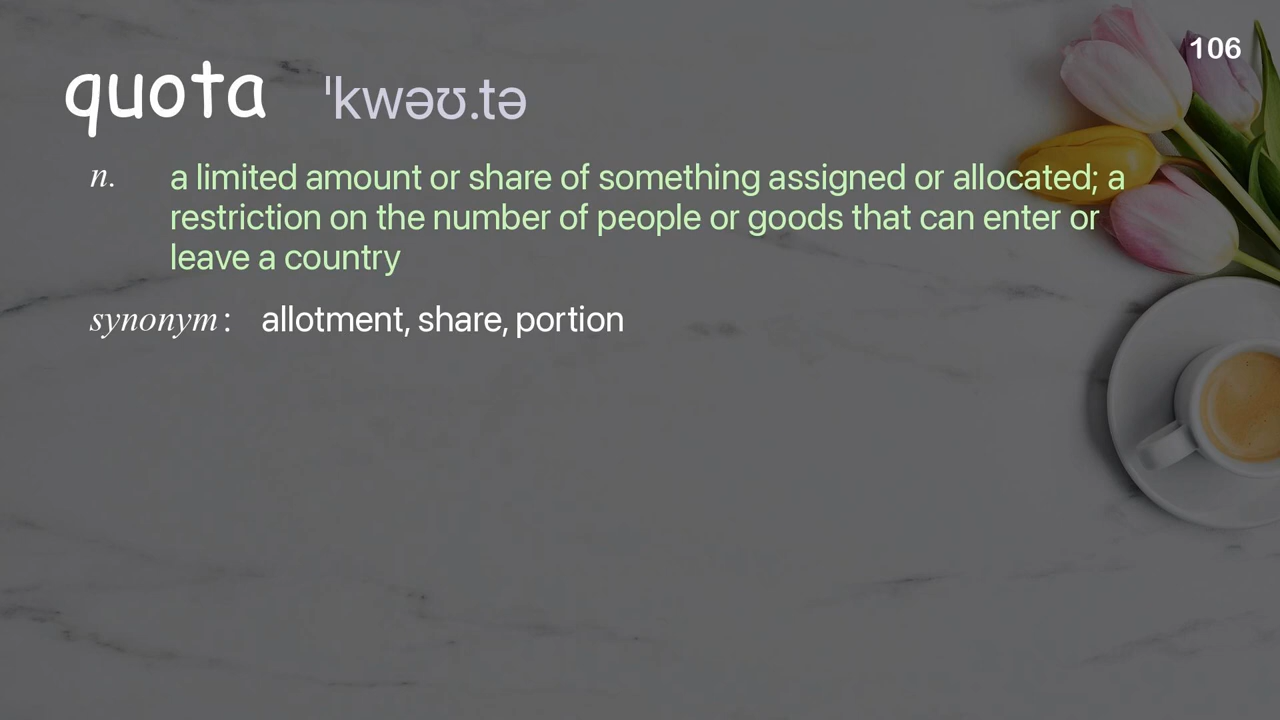 106
quota ˈkwəʊ.tə
n. a limited amount or share of something assigned or allocated; a
restriction on the number of people or goods that can enter or
leave a country
synonym: allotment, share, portion